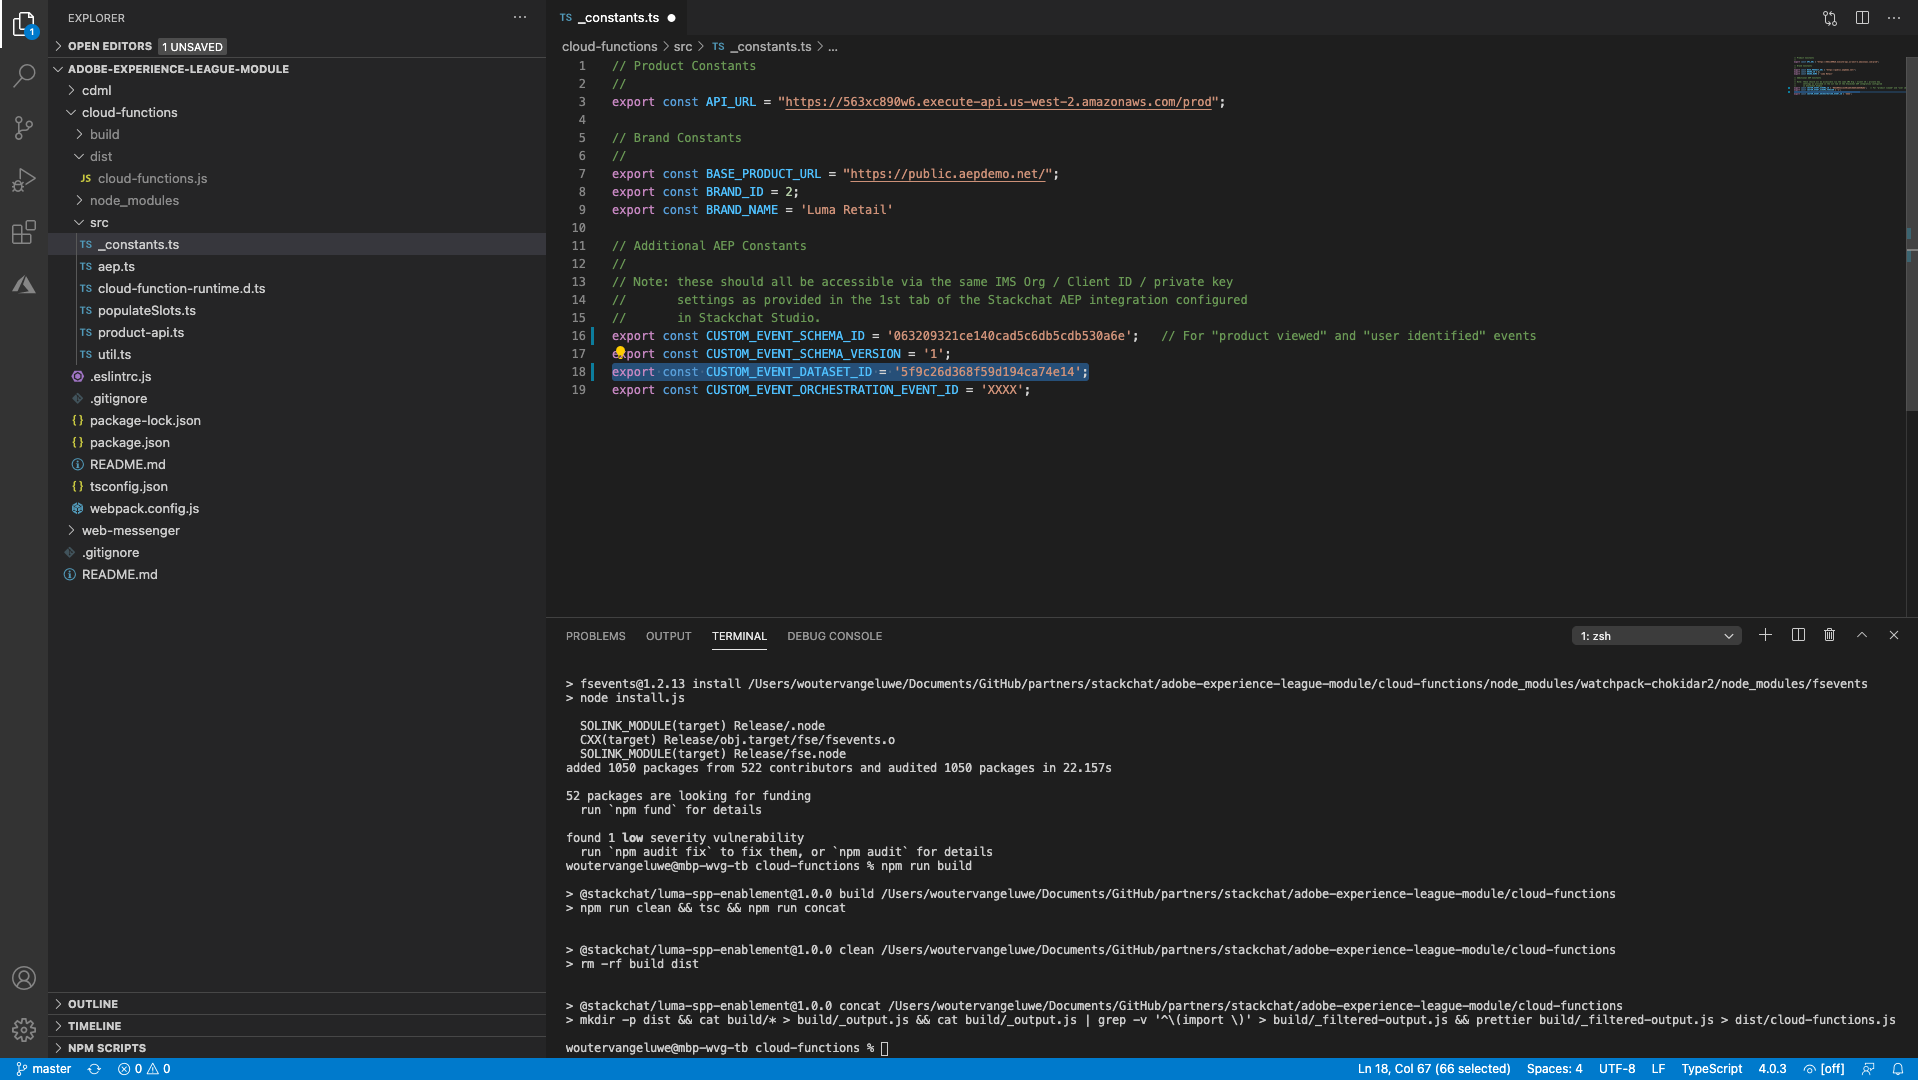 EXPLORER
OPEN EDITORS 1 UNSAVED
ADOBE-EXPERIENCE-LEAGUE-MODULE
cdml
cloud-functions
build
dist
JS cloud-functions.js
node_modules
src
TS _constants.ts
TS aep.ts
TS cloud-function-runtime.d.ts
TS populateSlots.ts
TS product-api.ts
TS util.ts
.eslintrc.js
.gitignore
{} package-lock.json
{} package.json
README.md
{} tsconfig.json
webpack.config.js
web-messenger
.gitignore
README.md
OUTLINE
TIMELINE
NPM SCRIPTS
1
TS _constants.ts
cloud-functions > src > TS _constants.ts > ...
1 // Product Constants
2 //
3 export const API_URL = "https://563xc890w6.execute-api.us-west-2.amazonaws.com/prod";
4
5 // Brand Constants
6 //
7 export const BASE_PRODUCT_URL = "https://public.aepdemo.net/";
8 export const BRAND_ID = 2;
9 export const BRAND_NAME = 'Luma Retail'
10
11 // Additional AEP Constants
12 //
13 // Note: these should all be accessible via the same IMS Org / Client ID / private key
14 // settings as provided in the 1st tab of the Stackchat AEP integration configured
15 // in Stackchat Studio.
16 export const CUSTOM_EVENT_SCHEMA_ID = '063209321ce140cad5c6db5cdb530a6e'; // For "product viewed" and "user identified" events
17 export const CUSTOM_EVENT_SCHEMA_VERSION = '1';
18 export const CUSTOM_EVENT_DATASET_ID = '5f9c26d368f59d194ca74e14';
19 export const CUSTOM_EVENT_ORCHESTRATION_EVENT_ID = 'XXXX';
PROBLEMS OUTPUT TERMINAL DEBUG CONSOLE
1: zsh
> fsevents@1.2.13 install /Users/woutervangeluwe/Documents/GitHub/partners/stackchat/adobe-experience-league-module/cloud-functions/node_modules/watchpack-chokidar2/node_modules/fsevents
> node install.js
SOLINK_MODULE(target) Release/.node
CXX(target) Release/obj.target/fse/fsevents.o
SOLINK_MODULE(target) Release/fse.node
added 1050 packages from 522 contributors and audited 1050 packages in 22.157s
52 packages are looking for funding
run `npm fund` for details
found 1 low severity vulnerability
run `npm audit fix` to fix them, or `npm audit` for details
woutervangeluwe@mbp-wvg-tb cloud-functions % npm run build
> @stackchat/luma-spp-enablement@1.0.0 build /Users/woutervangeluwe/Documents/GitHub/partners/stackchat/adobe-experience-league-module/cloud-functions
> npm run clean && tsc && npm run concat
> @stackchat/luma-spp-enablement@1.0.0 clean /Users/woutervangeluwe/Documents/GitHub/partners/stackchat/adobe-experience-league-module/cloud-functions
> rm -rf build dist
> @stackchat/luma-spp-enablement@1.0.0 concat /Users/woutervangeluwe/Documents/GitHub/partners/stackchat/adobe-experience-league-module/cloud-functions
> mkdir -p dist && cat build/* > build/_output.js && cat build/_output.js | grep -v '^\(import \)' > build/_filtered-output.js && prettier build/_filtered-output.js > dist/cloud-functions.js
woutervangeluwe@mbp-wvg-tb cloud-functions %
master 0 0 Ln 18, Col 67 (66 selected) Spaces: 4 UTF-8 LF TypeScript 4.0.3 [off]